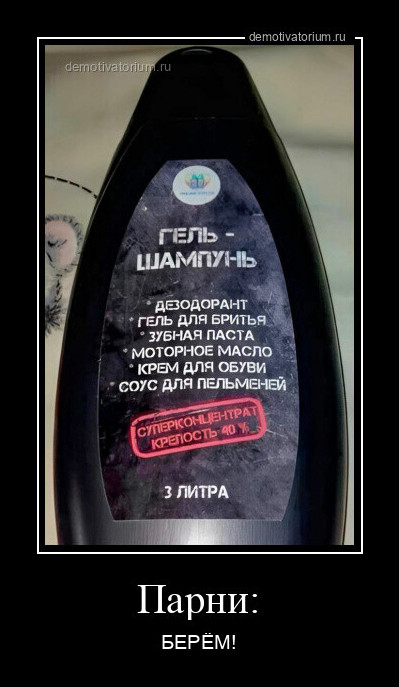 demotivatorium.ru
demotivatorium.ru
ГЕЛЬ -
ШАМПУНЬ
* ДЕЗОДОРАНТ
* ГЕЛЬ ДЛЯ БРИТЬЯ
* ЗУБНАЯ ПАСТА
* МОТОРНОЕ МАСЛО
* КРЕМ ДЛЯ ОБУВИ
* СОУС ДЛЯ ПЕЛЬМЕНЕЙ
СУПЕРКОНЦЕНТРАТ
КРЕПОСТЬ 40 %
3 ЛИТРА
Парни:
БЕРЁМ!